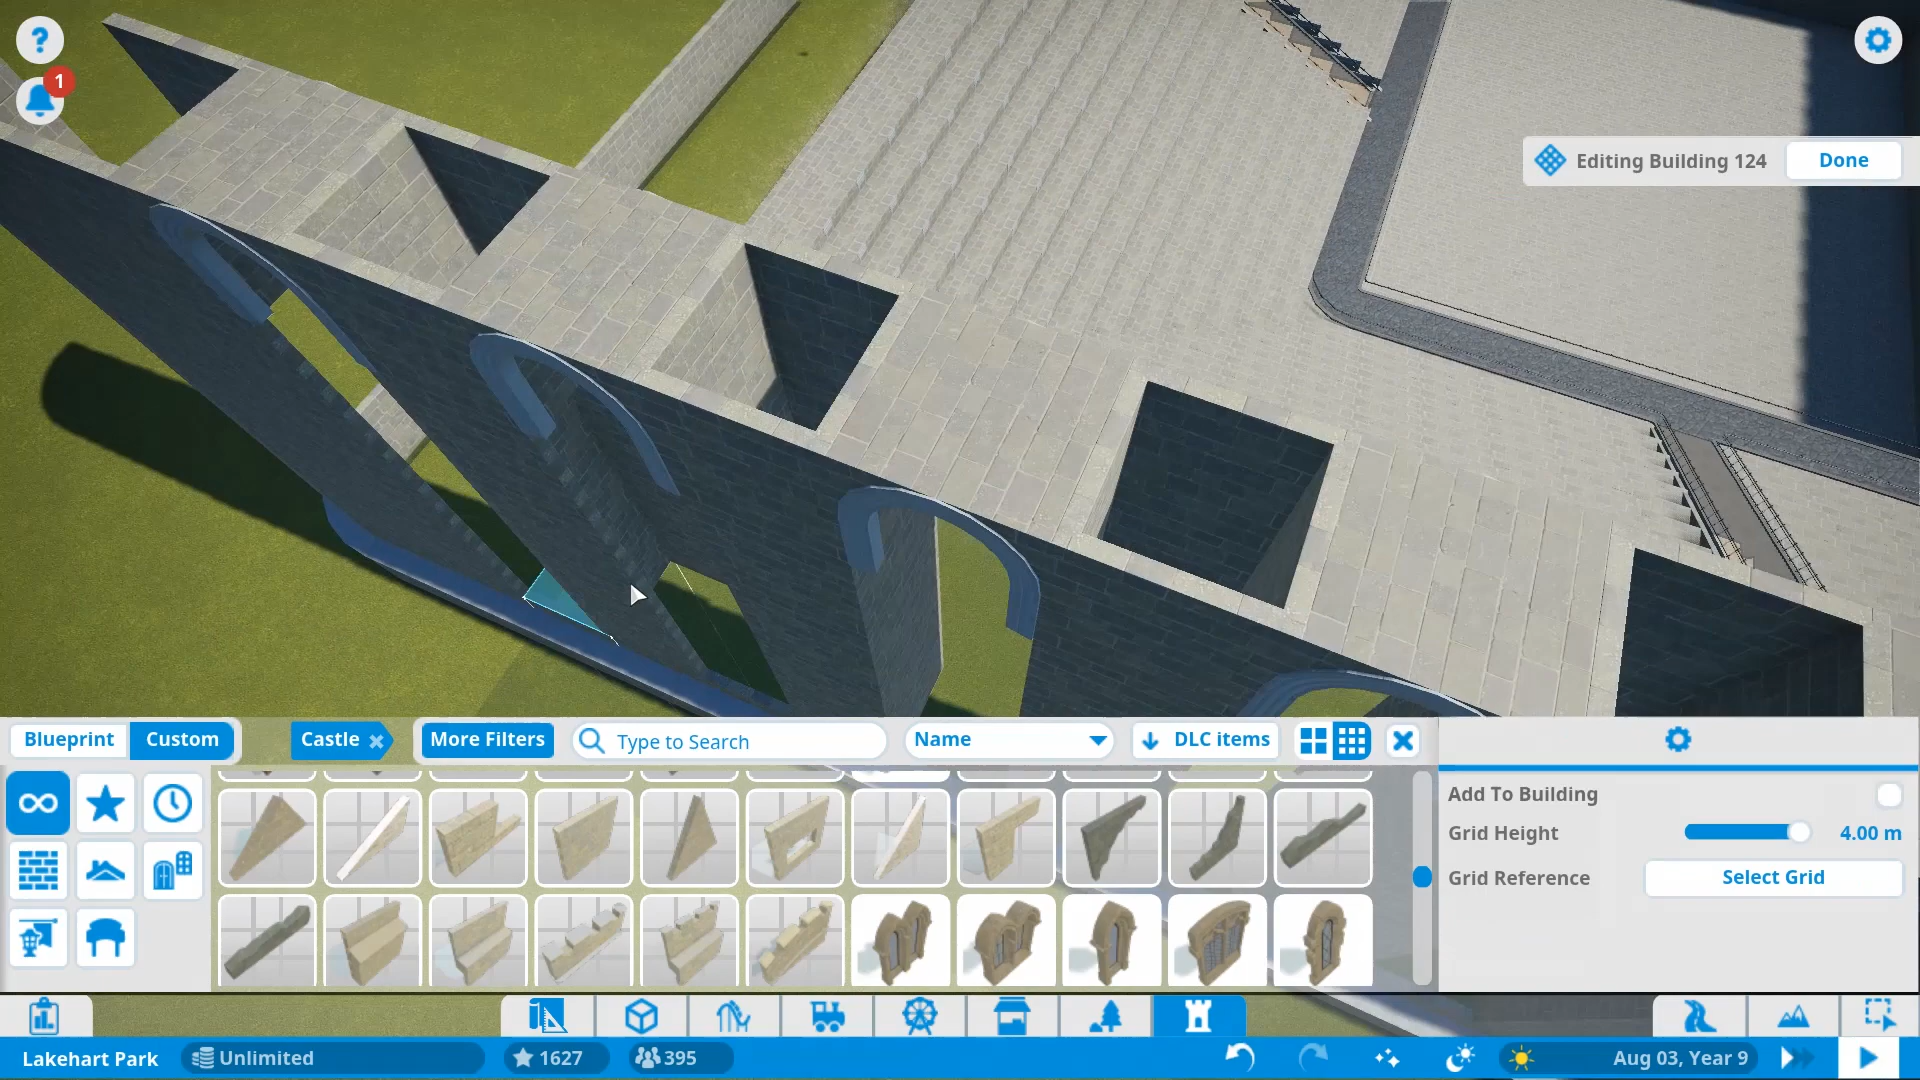 ?
1
Editing Building 124
Done
Blueprint
Custom
Castle
More Filters
Type to Search
Name
DLC items
Add To Building
Grid Height
4.00 m
Grid Reference
Select Grid
Lakehart Park
Unlimited
1627
395
Aug 03, Year 9